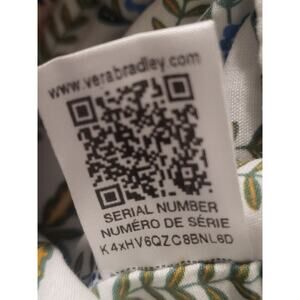 www.verabradley.com
SERIAL NUMBER
NUMÉRO DE SÉRIE
K4xHV6QZC8BNL6D